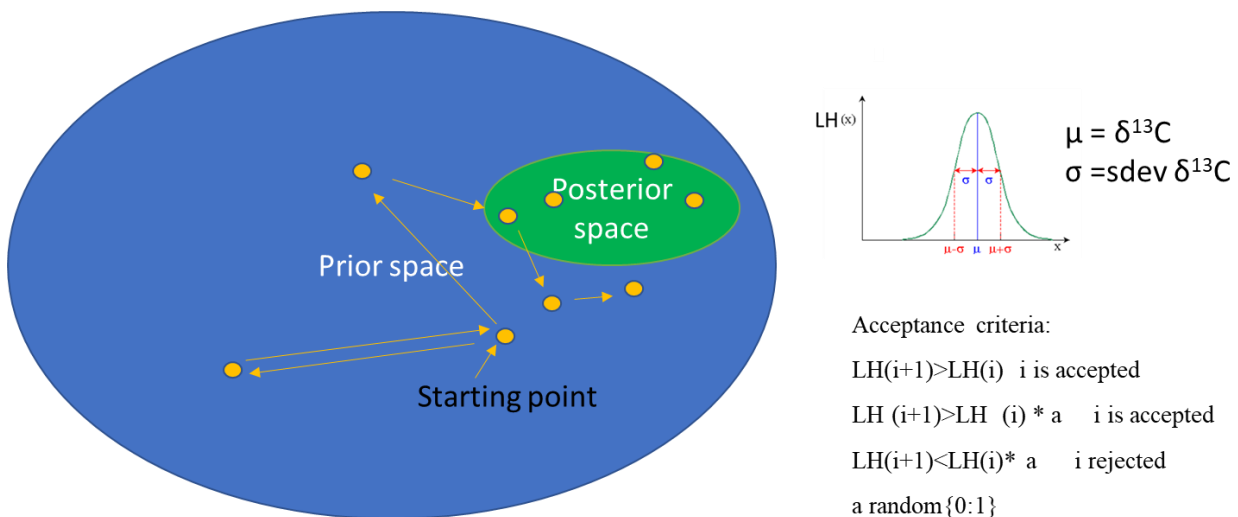 Posterior
space
Prior space
Starting point
LH(x)
σ σ
μ-σ μ μ+σ x
μ = δ¹³C
σ =sdev δ¹³C
Acceptance criteria:
LH(i+1)>LH(i) i is accepted
LH (i+1)>LH (i) * a i is accepted
LH(i+1)<LH(i)* a i rejected
a random{0:1}